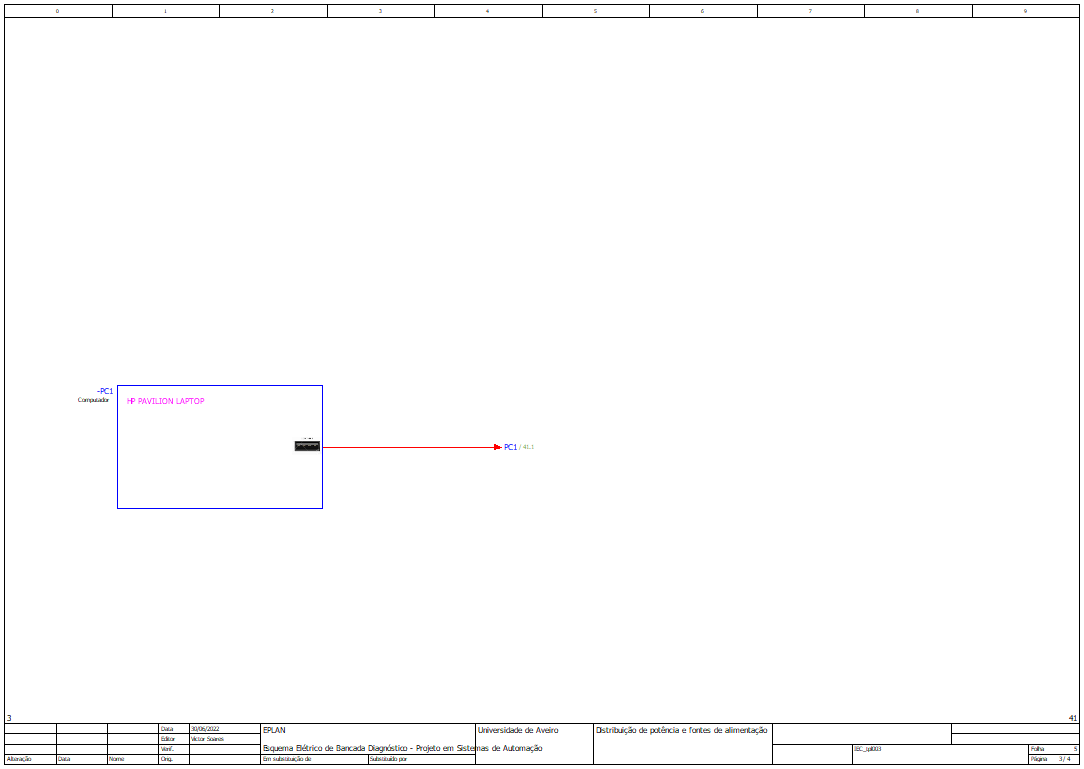 0 1 2 3 4 5 6 7 8 9
-PC1
Computador
HP PAVILION LAPTOP
PC1 / 41.1
3 41
Data 30/06/2022 EPLAN Universidade de Aveiro Distribuição de potência e fontes de alimentação
Editor Victor Soares
Verif. Esquema Elétrico de Bancada Diagnóstico - Projeto em Sistemas de Automação IEC_tpl003 Folha 5
Alteração Data Nome Orig. Em substituição de Substituído por Página 3 / 4